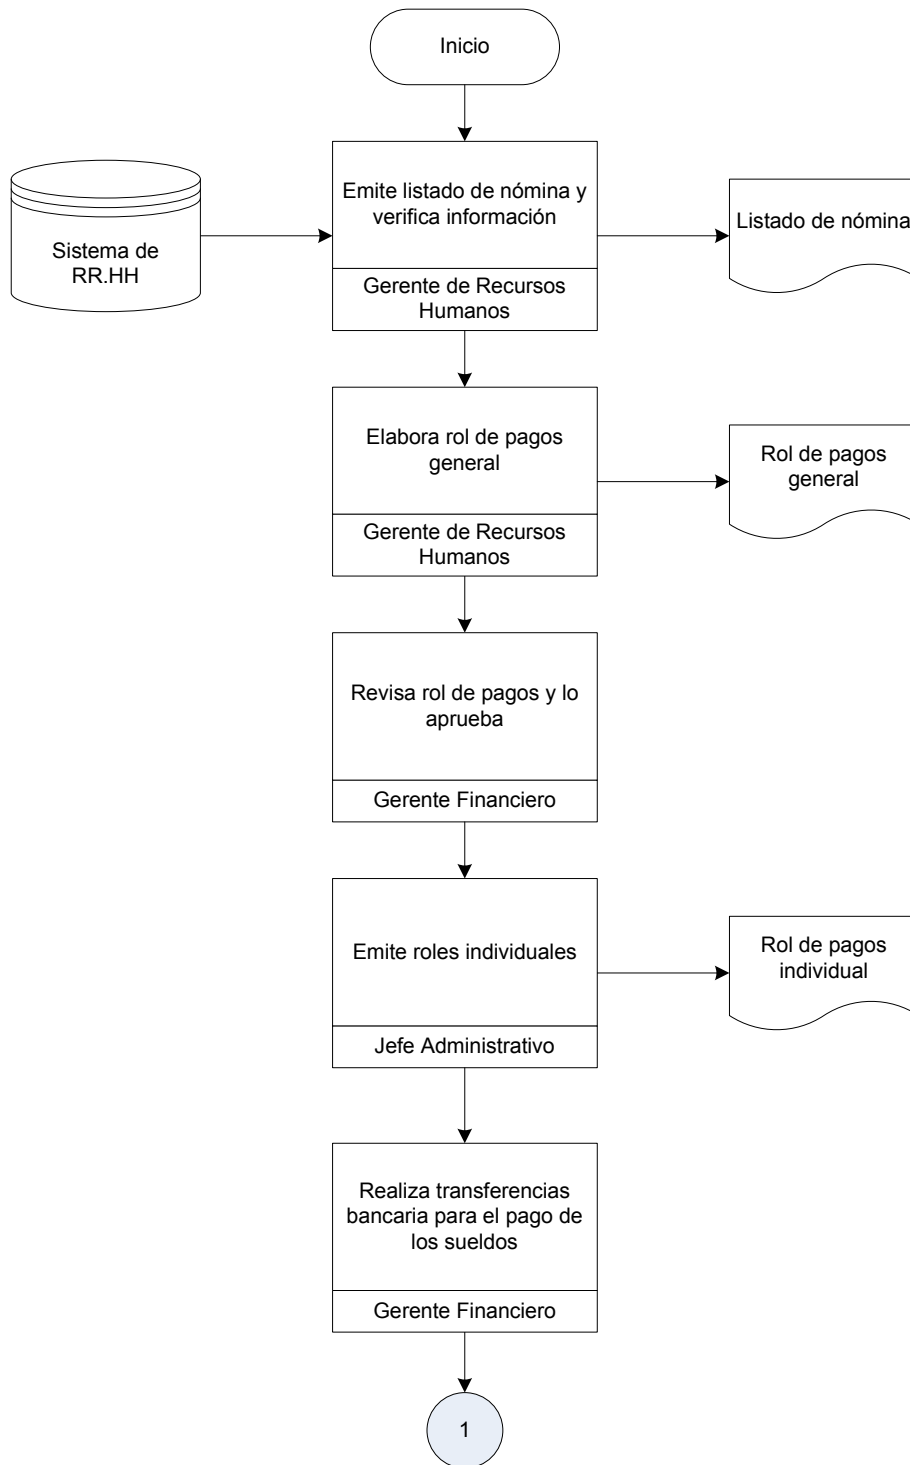 Inicio
Emite listado de nómina y
verifica información
Gerente de Recursos
Humanos
Sistema de
RR.HH
Listado de nómina
Elabora rol de pagos
general
Gerente de Recursos
Humanos
Rol de pagos
general
Revisa rol de pagos y lo
aprueba
Gerente Financiero
Emite roles individuales
Jefe Administrativo
Rol de pagos
individual
Realiza transferencias
bancaria para el pago de
los sueldos
Gerente Financiero
1